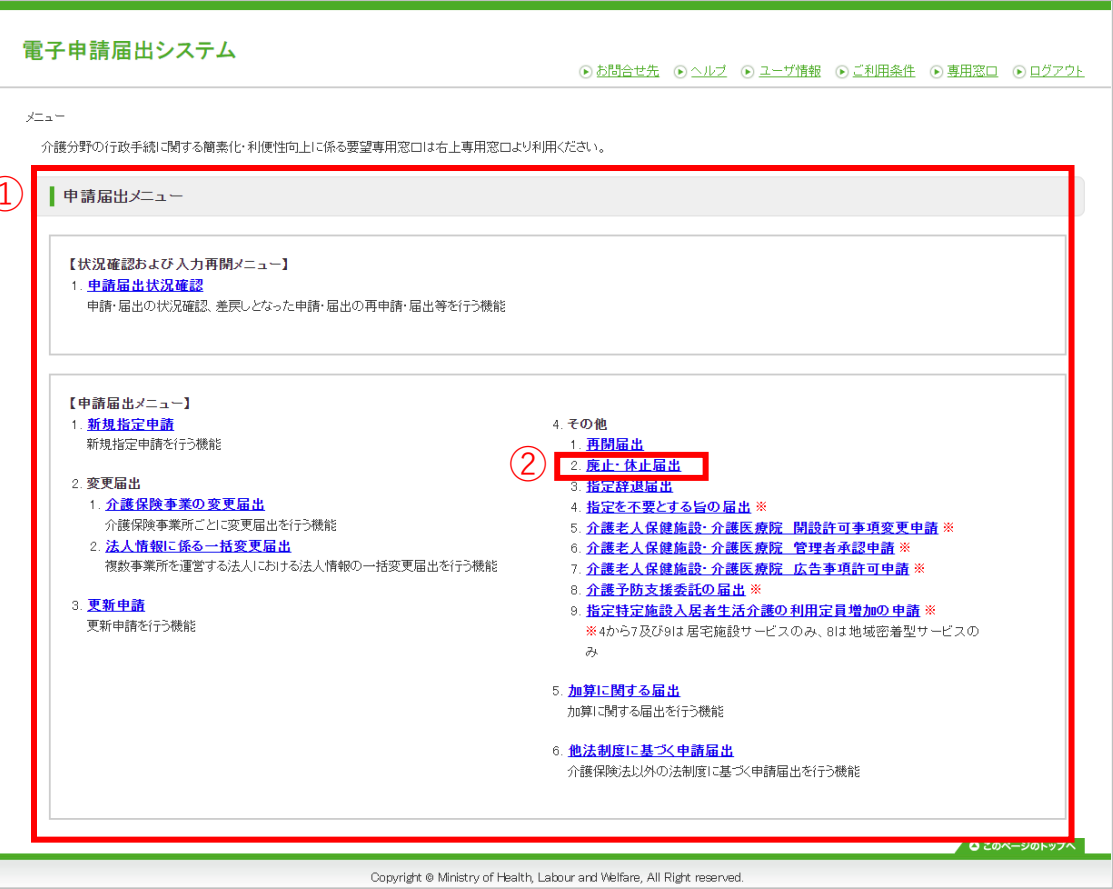 電子申請届出システム
お問合せ先 ヘルプ ユーザ情報 ご利用条件 専用窓口 ログアウト
メニュー
介護分野の行政手続に関する簡素化・利便性向上に係る要望専用窓口は右上専用窓口より利用ください。
①
申請届出メニュー
【状況確認および入力再開メニュー】
1. 申請届出状況確認
申請・届出の状況確認、差戻しとなった申請・届出の再申請・届出等を行う機能
【申請届出メニュー】
1. 新規指定申請
新規指定申請を行う機能
2. 変更届出
1. 介護保険事業の変更届出
介護保険事業所ごとに変更届出を行う機能
2. 法人情報に係る一括変更届出
複数事業所を運営する法人における法人情報の一括変更届出を行う機能
3. 更新申請
更新申請を行う機能
4. その他
1. 再開届出
②
2. 廃止・休止届出
3. 指定辞退届出
4. 指定を不要とする旨の届出 ※
5. 介護老人保健施設・介護医療院 開設許可事項変更申請 ※
6. 介護老人保健施設・介護医療院 管理者承認申請 ※
7. 介護老人保健施設・介護医療院 広告事項許可申請 ※
8. 介護予防支援委託の届出 ※
9. 指定特定施設入居者生活介護の利用定員増加の申請 ※
※4から7及び9は居宅施設サービスのみ、8は地域密着型サービスの
み
5. 加算に関する届出
加算に関する届出を行う機能
6. 他法制度に基づく申請届出
介護保険法以外の法制度に基づく申請届出を行う機能
このページのトップへ
Copyright © Ministry of Health, Labour and Welfare, All Right reserved.